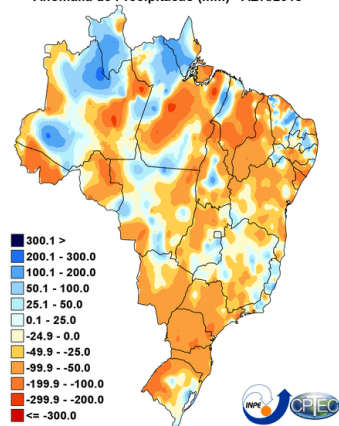 300.1 >
200.1 - 300.0
100.1 - 200.0
50.1 - 100.0
25.1 - 50.0
0.1 - 25.0
-24.9 - 0.0
-49.9 - -25.0
-99.9 - -50.0
-199.9 - -100.0
-299.9 - -200.0
<= -300.0
INPE
CPTEC